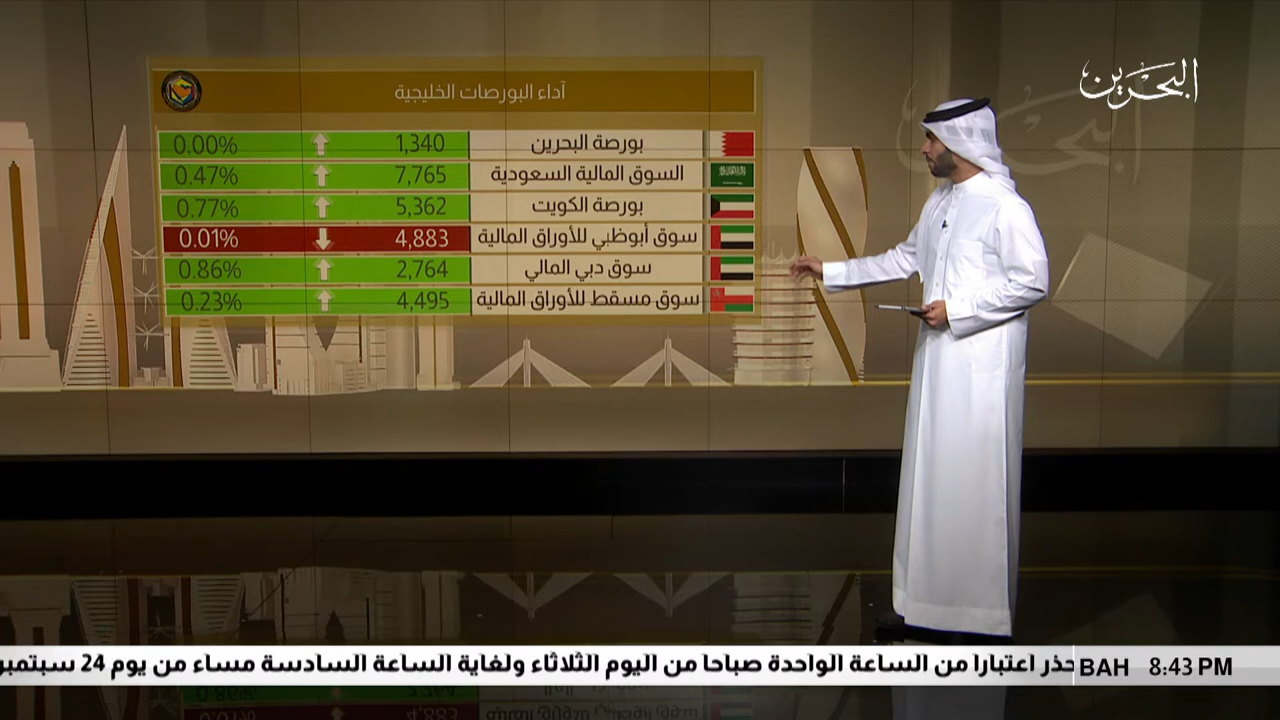 البحرين
آداء البورصات الخليجية
بورصة البحرين 1,340 0.00%
السوق المالية السعودية 7,765 0.47%
بورصة الكويت 5,362 0.77%
سوق أبوظبي للأوراق المالية 4,883 0.01%
سوق دبي المالي 2,764 0.86%
سوق مسقط للأوراق المالية 4,495 0.23%
BAH 8:43 PM
اعتباراً من الساعة الواحدة صباحاً من اليوم الثلاثاء ولغاية الساعة السادسة مساءً من يوم 24